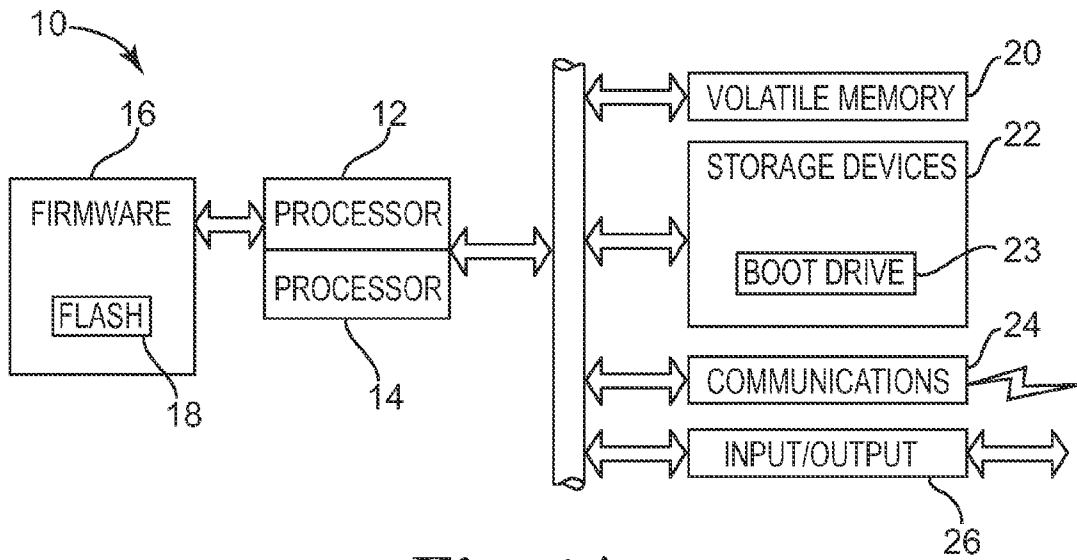 10
16
12
20
VOLATILE MEMORY
22
STORAGE DEVICES
FIRMWARE
PROCESSOR
PROCESSOR
23
BOOT DRIVE
FLASH
18
14
24
COMMUNICATIONS
INPUT/OUTPUT
26